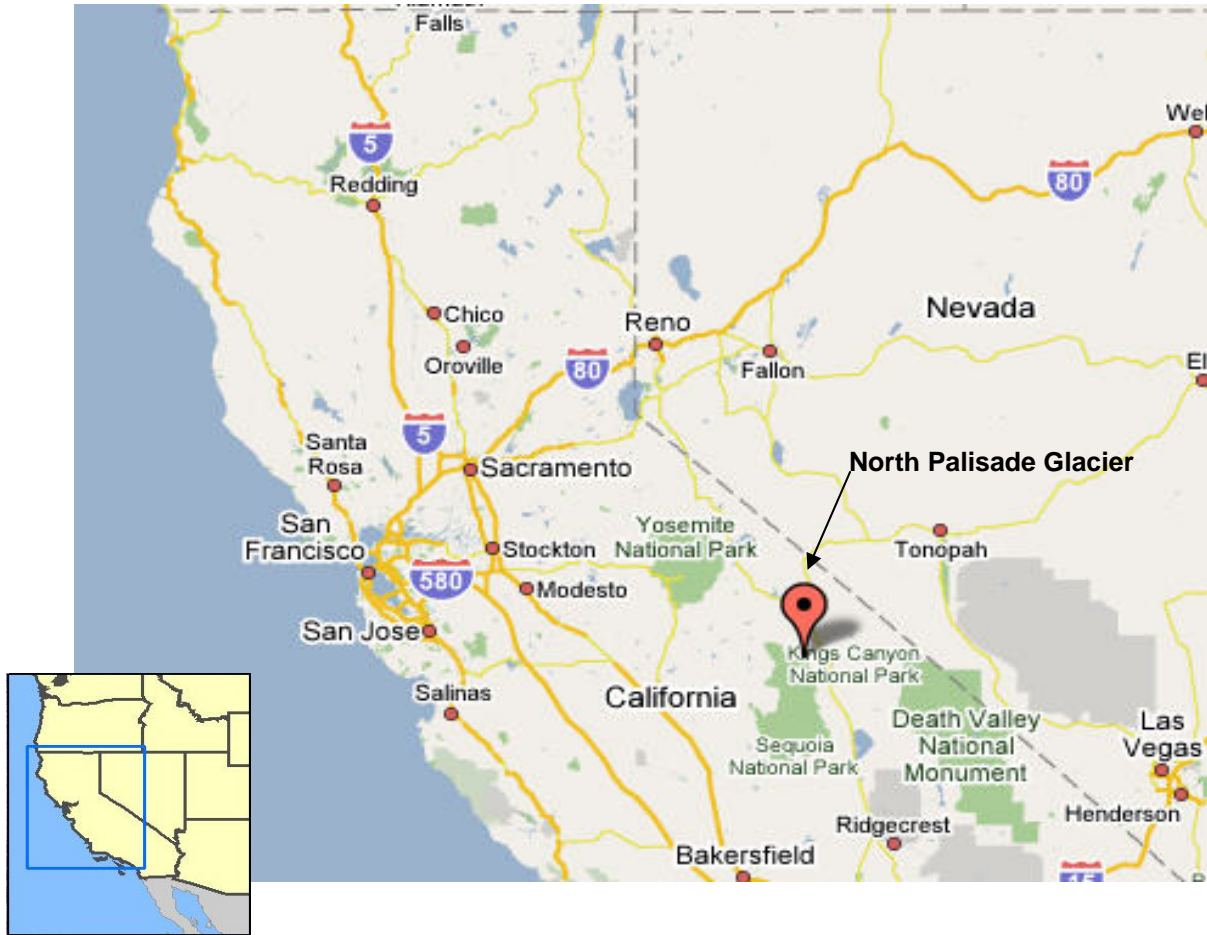 Falls
5
Redding
80
Chico
Oroville
Reno
Nevada
Fallon
80
5
Santa
Rosa
Sacramento
North Palisade Glacier
San
Francisco
Stockton
Yosemite
National Park
Tonopah
580
Modesto
San Jose
Kings Canyon
National Park
Salinas
California
Death Valley
National
Monument
Las
Vegas
Sequoia
National Park
Henderson
Ridgecrest
Bakersfield
15